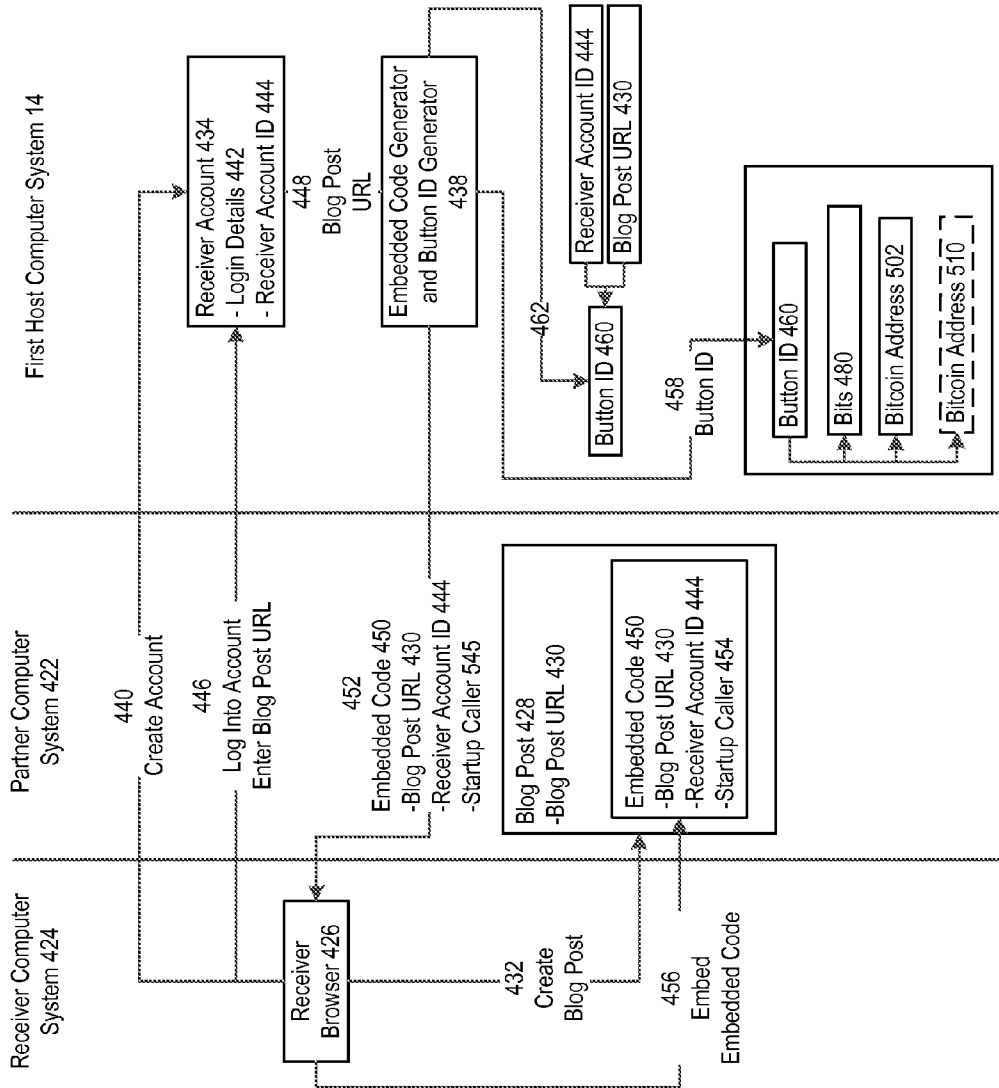 Receiver Computer
System 424
Partner Computer
System 422
First Host Computer System 14
440
Create Account
446
Log Into Account
Enter Blog Post URL
Receiver Account 434
- Login Details 442
- Receiver Account ID 444
448
Blog Post
URL
Receiver
Browser 426
452
Embedded Code 450
-Blog Post URL 430
-Receiver Account ID 444
-Startup Caller 545
Embedded Code Generator
and Button ID Generator
438
432
Create
Blog Post
Blog Post 428
-Blog Post URL 430
Embedded Code 450
-Blog Post URL 430
-Receiver Account ID 444
-Startup Caller 454
456
Embed
Embedded Code
462
Button ID 460
Receiver Account ID 444
Blog Post URL 430
458
Button ID
Button ID 460
Bits 480
Bitcoin Address 502
Bitcoin Address 510